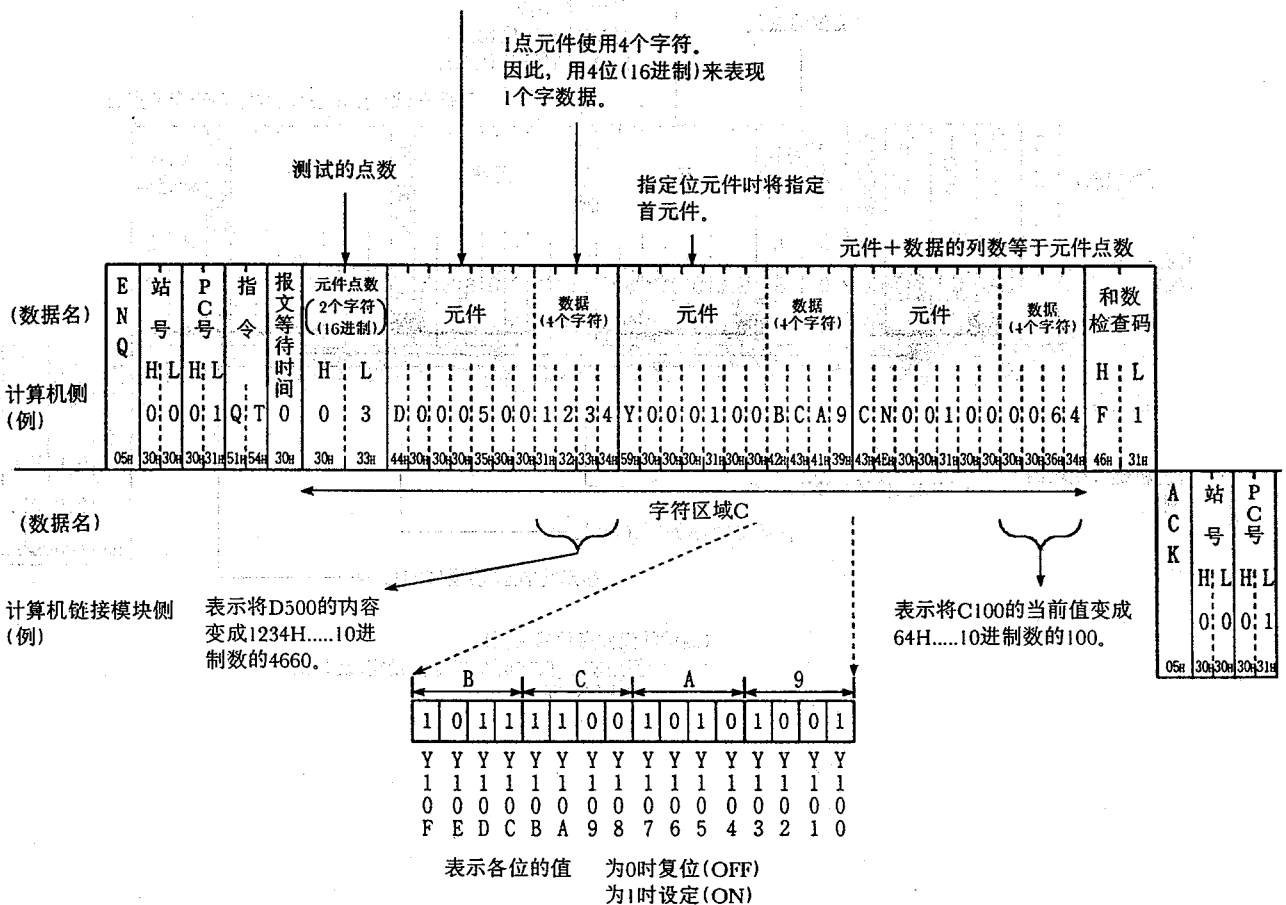 1点元件使用4个字符.
因此，用4位(16进制)来表现
1个字数据。
测试的点数
指定位元件时将指定
首元件.
元件＋数据的列数等于元件点数
(数据名)
ENQ
站号
PC号
指令
报文等待时间
元件点数
(2个字符)
(16进制)
元件
数据
(4个字符)
元件
数据
(4个字符)
元件
数据
(4个字符)
和数
检查码
H L H L H L H L
计算机侧
(例)
0 0 0 1 Q T 0 0 3 D 0 0 0 5 0 0 1 2 3 4 Y 0 0 0 1 0 0 B C A 9 C N 0 0 1 0 0 0 0 6 4 F 1
05H 30H 30H 30H 31H 51H 54H 30H 30H 33H 44H 30H 30H 30H 35H 30H 30H 31H 32H 33H 34H 59H 30H 30H 30H 31H 30H 30H 42H 43H 41H 39H 43H 4EH 30H 30H 31H 30H 30H 30H 30H 36H 34H 46H 31H
字符区域C
(数据名)
ACK
站号
PC号
H L H L
计算机链接模块侧
(例)
0 0 0 1
05H 30H 30H 30H 31H
表示将D500的内容
变成1234H.....10进
制数的4660。
表示将C100的当前值变成
64H.....10进制数的100。
B C A 9
1 0 1 1 1 1 0 0 1 0 1 0 1 0 0 1
Y10F Y10E Y10D Y10C Y10B Y10A Y109 Y108 Y107 Y106 Y105 Y104 Y103 Y102 Y101 Y100
表示各位的值 为0时复位(OFF)
为1时设定(ON)